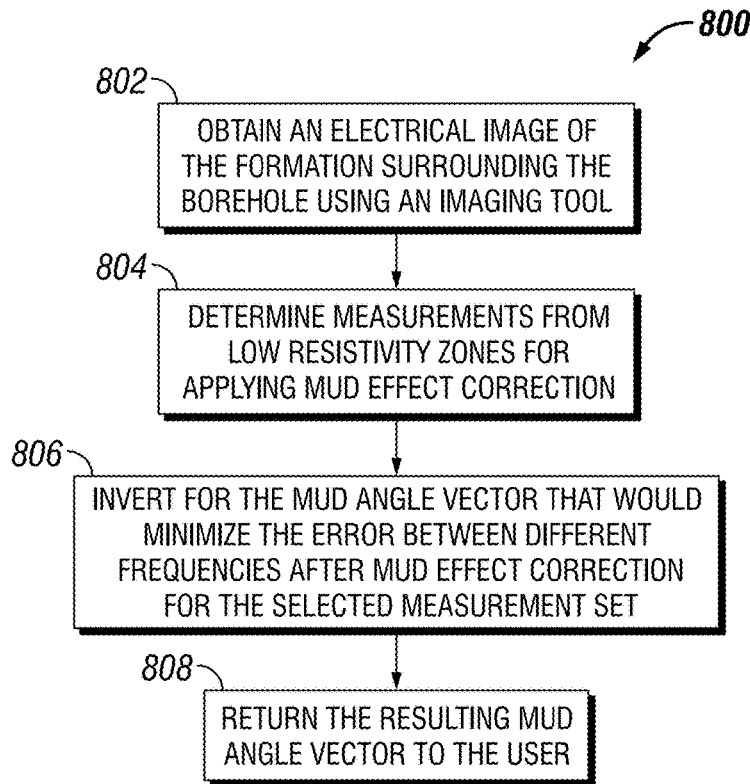 800
802
OBTAIN AN ELECTRICAL IMAGE OF
THE FORMATION SURROUNDING THE
BOREHOLE USING AN IMAGING TOOL
804
DETERMINE MEASUREMENTS FROM
LOW RESISTIVITY ZONES FOR
APPLYING MUD EFFECT CORRECTION
806
INVERT FOR THE MUD ANGLE VECTOR THAT WOULD
MINIMIZE THE ERROR BETWEEN DIFFERENT
FREQUENCIES AFTER MUD EFFECT CORRECTION
FOR THE SELECTED MEASUREMENT SET
808
RETURN THE RESULTING MUD
ANGLE VECTOR TO THE USER